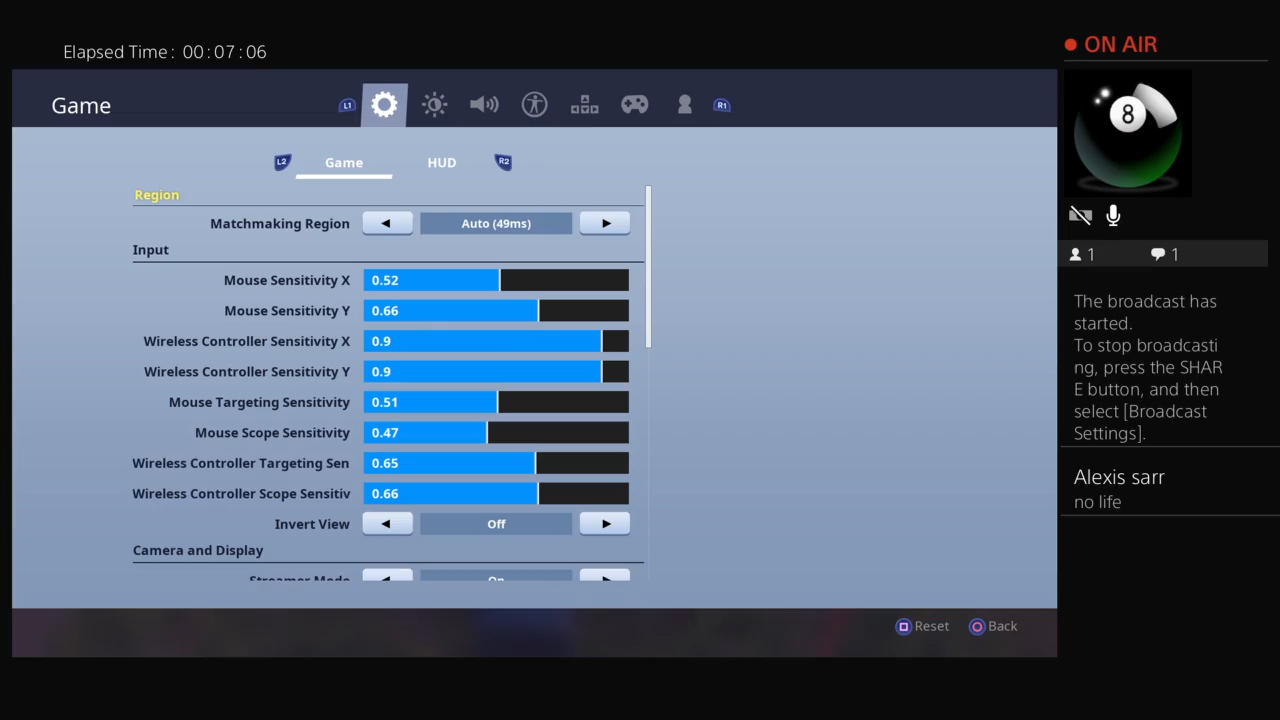 Elapsed Time: 00:07:06
ON AIR
Game
L1
R1
8
L2
Game
HUD
R2
Region
Matchmaking Region
Auto (49ms)
Input
Mouse Sensitivity X
0.52
Mouse Sensitivity Y
0.66
Wireless Controller Sensitivity X
0.9
Wireless Controller Sensitivity Y
0.9
Mouse Targeting Sensitivity
0.51
Mouse Scope Sensitivity
0.47
Wireless Controller Targeting Sen
0.65
Wireless Controller Scope Sensitiv
0.66
Invert View
Off
Camera and Display
Streamer Mode
On
Reset
Back
1
1
The broadcast has
started.
To stop broadcasti
ng, press the SHAR
E button, and then
select [Broadcast
Settings].
Alexis sarr
no life